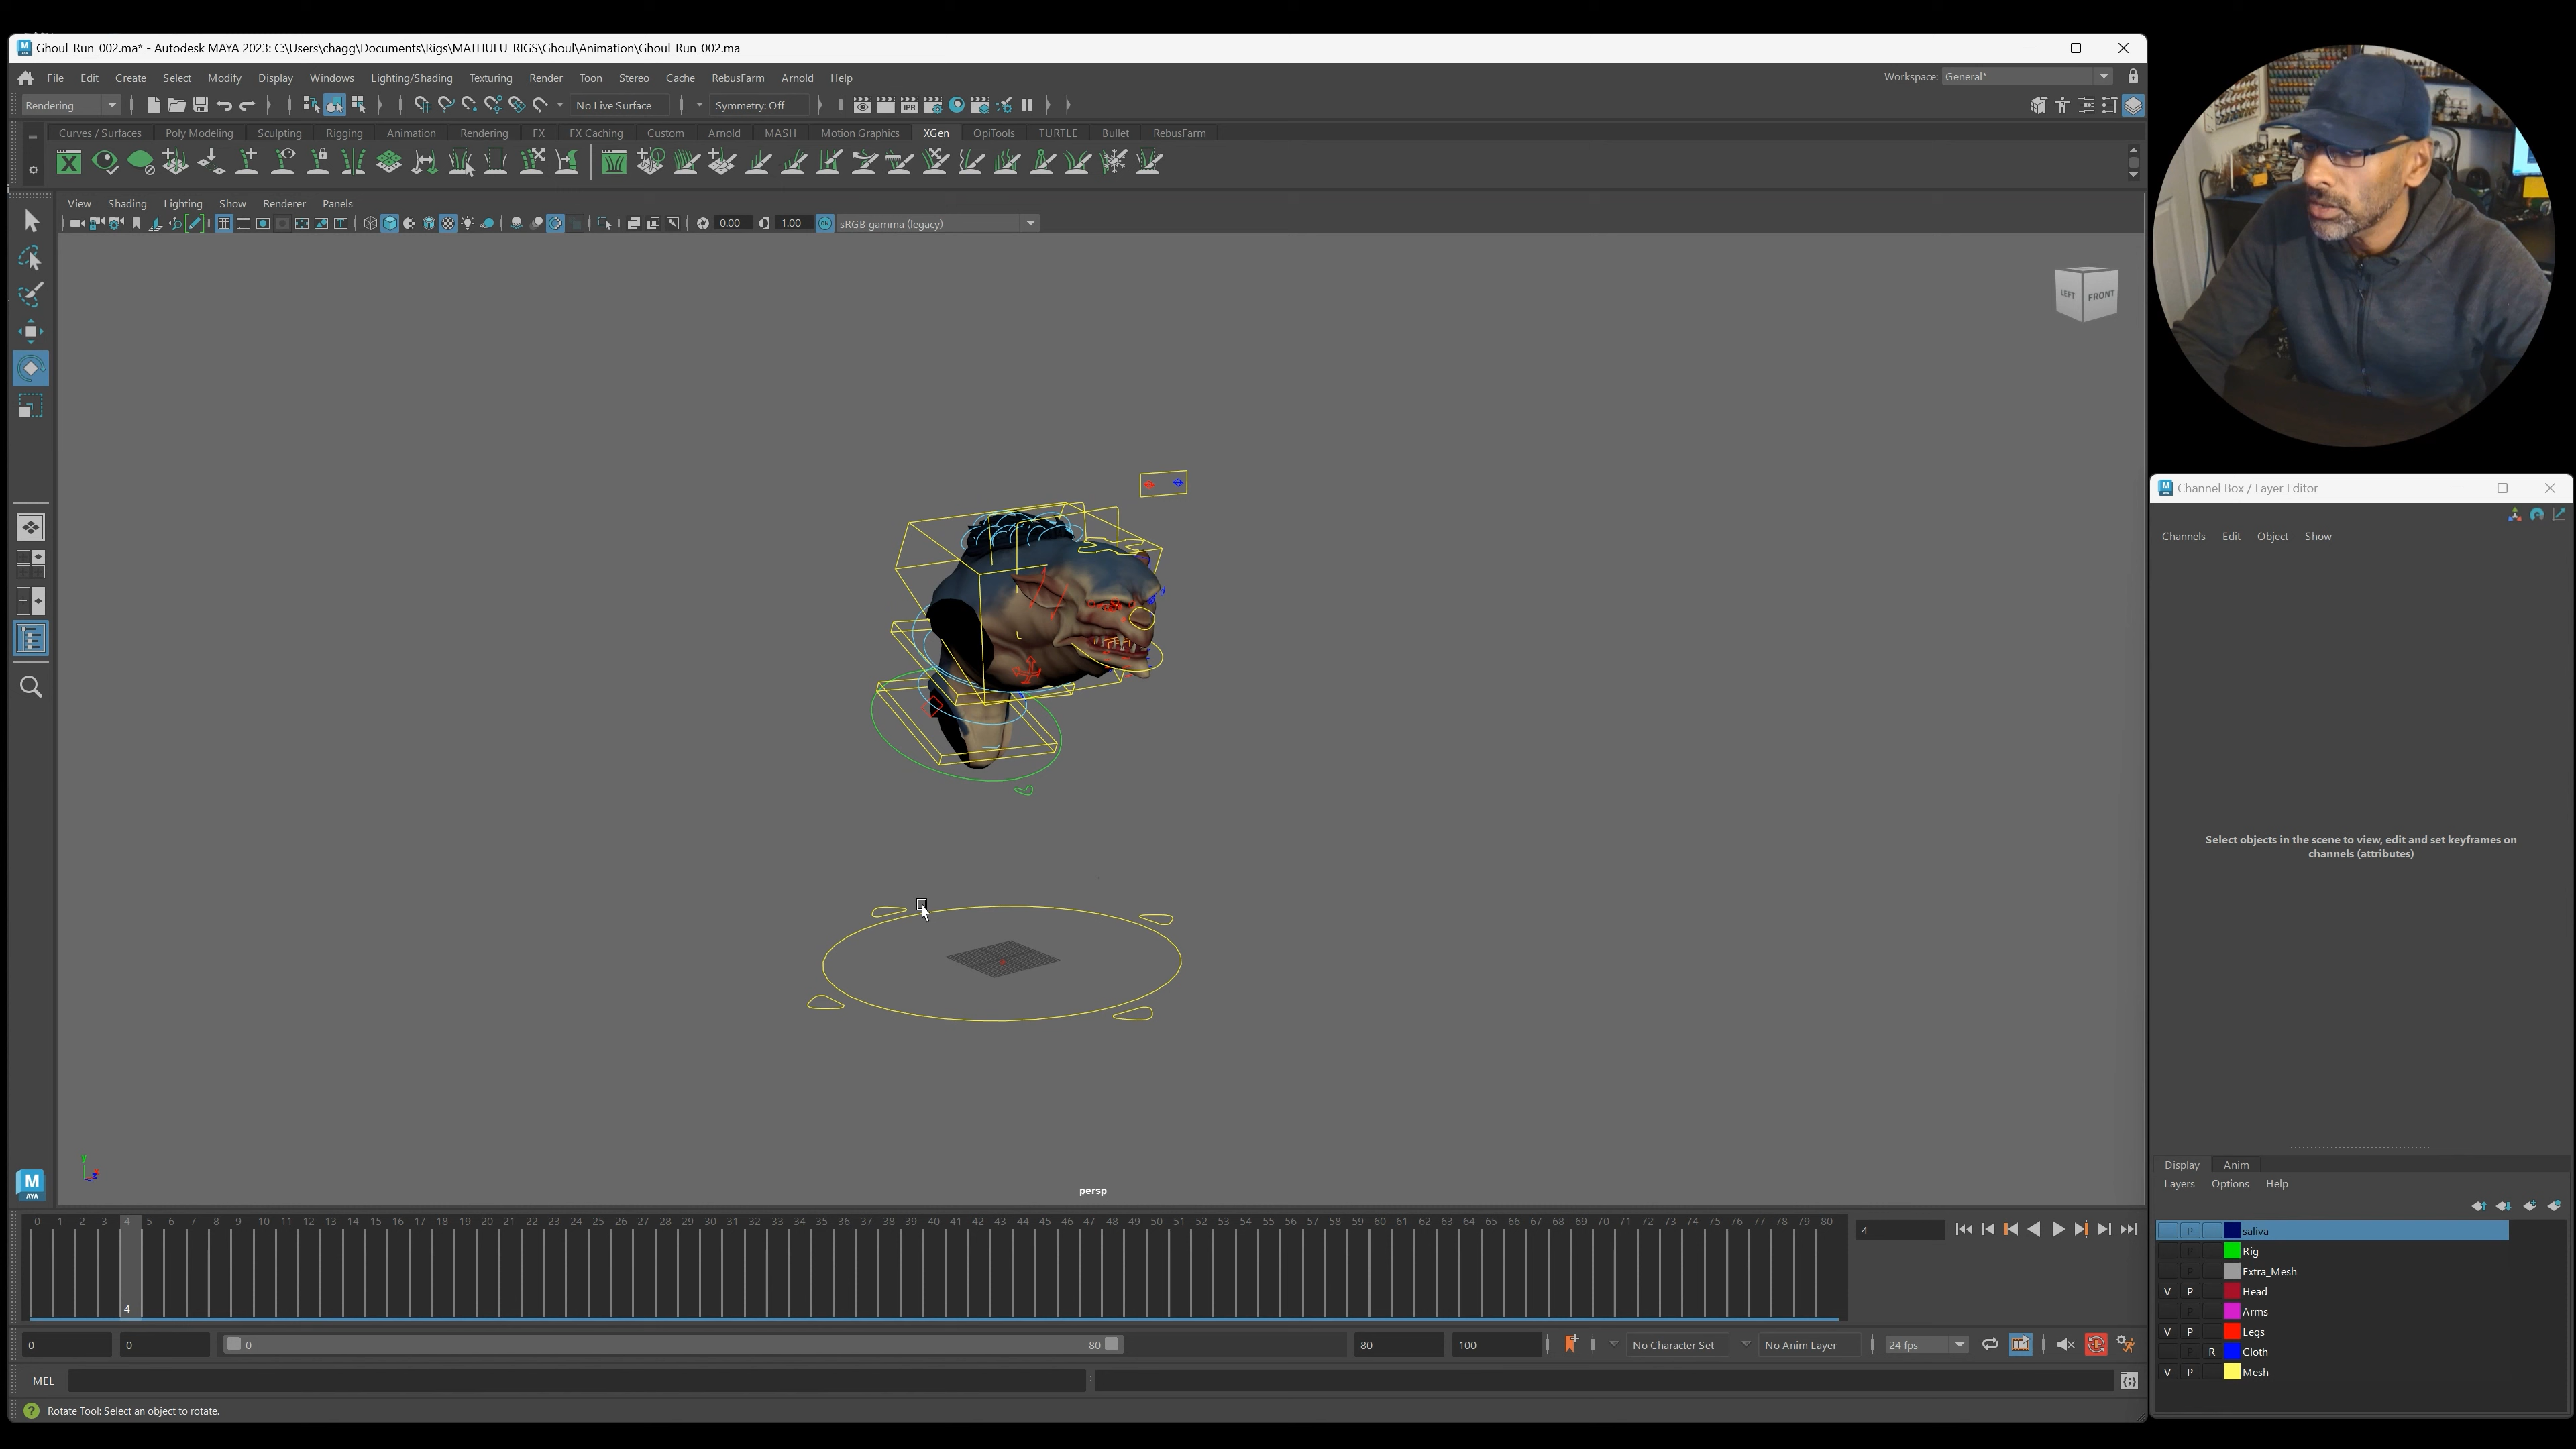 Ghoul_Run_002.ma* - Autodesk MAYA 2023: C:\Users\chagg\Documents\Rigs\MATHUEU_RIGS\Ghoul\Animation\Ghoul_Run_002.ma
File Edit Create Select Modify Display Windows Lighting/Shading Texturing Render Toon Stereo Cache RebusFarm Arnold Help
Workspace: General*
Rendering No Live Surface Symmetry: Off IPR
Curves / Surfaces Poly Modeling Sculpting Rigging Animation Rendering FX FX Caching Custom Arnold MASH Motion Graphics XGen OpiTools TURTLE Bullet RebusFarm
View Shading Lighting Show Renderer Panels
0.00 1.00 ON sRGB gamma (legacy)
LEFT FRONT
persp
M
AYA
0 1 2 3 4 5 6 7 8 9 10 11 12 13 14 15 16 17 18 19 20 21 22 23 24 25 26 27 28 29 30 31 32 33 34 35 36 37 38 39 40 41 42 43 44 45 46 47 48 49 50 51 52 53 54 55 56 57 58 59 60 61 62 63 64 65 66 67 68 69 70 71 72 73 74 75 76 77 78 79 80
4
4
0 0 0 80 80 100 No Character Set No Anim Layer 24 fps
MEL
Rotate Tool: Select an object to rotate.
Channel Box / Layer Editor
Channels Edit Object Show
Select objects in the scene to view, edit and set keyframes on
channels (attributes)
Display Anim
Layers Options Help
P saliva
P Rig
P Extra_Mesh
V P Head
P Arms
V P Legs
P R Cloth
V P Mesh